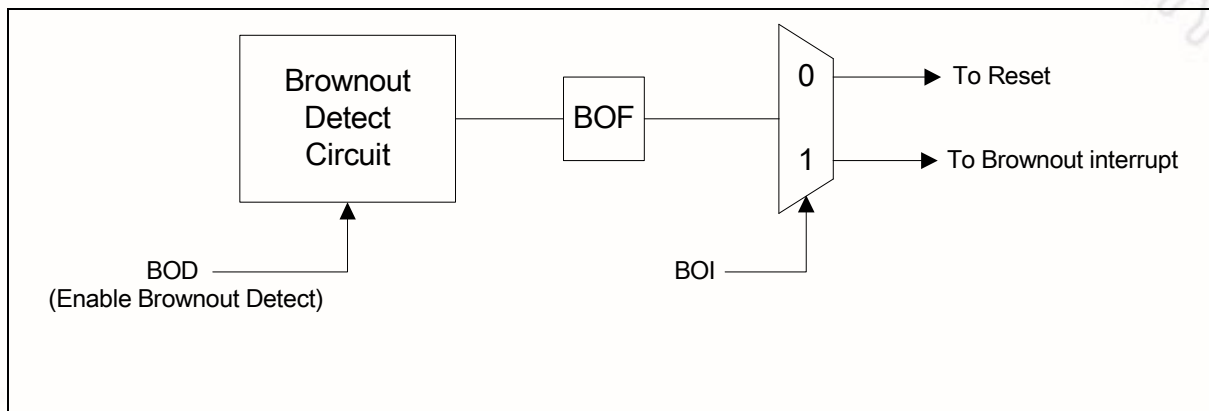 Brownout
Detect
Circuit
BOF
0
To Reset
1
To Brownout interrupt
BOD
(Enable Brownout Detect)
BOI